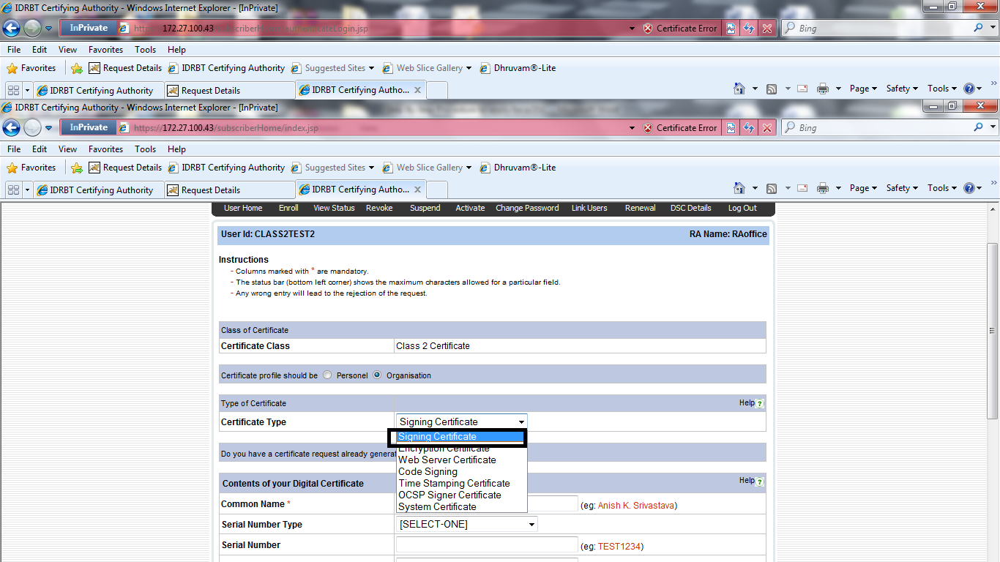 IDRBT Certifying Authority - Windows Internet Explorer - [InPrivate]
InPrivate https://172.27.100.43/subscriberHome/authenticateLogin.jsp Certificate Error Bing
File Edit View Favorites Tools Help
Favorites Request Details IDRBT Certifying Authority Suggested Sites Web Slice Gallery Dhruvam®-Lite
IDRBT Certifying Authority Request Details IDRBT Certifying Autho... Page Safety Tools
IDRBT Certifying Authority - Windows Internet Explorer - [InPrivate]
InPrivate https://172.27.100.43/subscriberHome/index.jsp Certificate Error Bing
File Edit View Favorites Tools Help
Favorites Request Details IDRBT Certifying Authority Suggested Sites Web Slice Gallery Dhruvam®-Lite
IDRBT Certifying Authority Request Details IDRBT Certifying Autho... Page Safety Tools
User Home Enroll View Status Revoke Suspend Activate Change Password Link Users Renewal DSC Details Log Out
User Id: CLASS2TEST2 RA Name: RAoffice
Instructions
- Columns marked with * are mandatory.
- The status bar (bottom left corner) shows the maximum characters allowed for a particular field.
- Any wrong entry will lead to the rejection of the request.
Class of Certificate
Certificate Class Class 2 Certificate
Certificate profile should be Personel Organisation
Type of Certificate Help ?
Certificate Type Signing Certificate
Signing Certificate
Encryption Certificate
Do you have a certificate request already generat
Web Server Certificate
Code Signing
Time Stamping Certificate
OCSP Signer Certificate
System Certificate
Contents of your Digital Certificate Help ?
Common Name * (eg: Anish K. Srivastava)
Serial Number Type [SELECT-ONE]
Serial Number (eg: TEST1234)